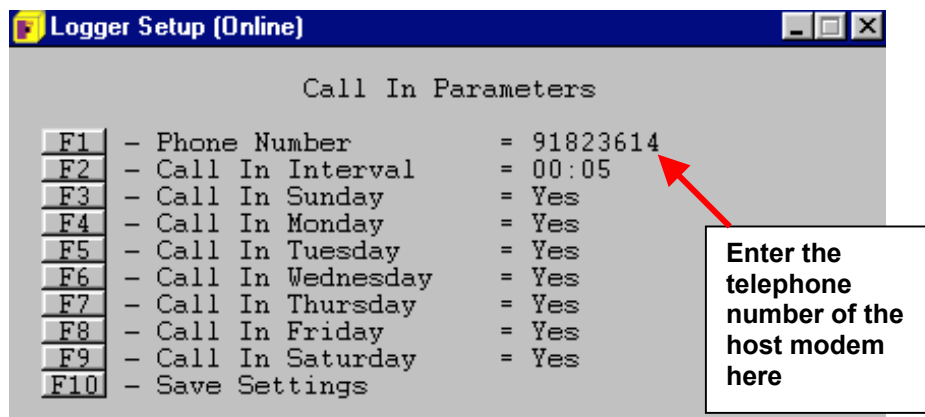 Logger Setup (Online)
Call In Parameters
F1 - Phone Number = 91823614
F2 - Call In Interval = 00:05
F3 - Call In Sunday = Yes
F4 - Call In Monday = Yes
F5 - Call In Tuesday = Yes
F6 - Call In Wednesday = Yes
F7 - Call In Thursday = Yes
F8 - Call In Friday = Yes
F9 - Call In Saturday = Yes
F10 - Save Settings
Enter the
telephone
number of the
host modem
here